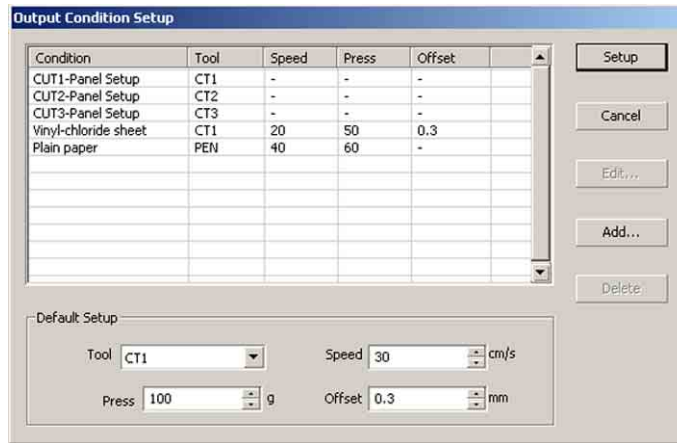 Output Condition Setup
Condition Tool Speed Press Offset
CUT1-Panel Setup CT1 - - -
CUT2-Panel Setup CT2 - - -
CUT3-Panel Setup CT3 - - -
Vinyl-chloride sheet CT1 20 50 0.3
Plain paper PEN 40 60 -
Setup
Cancel
Edit...
Add...
Delete
Default Setup
Tool CT1 Speed 30 cm/s
Press 100 g Offset 0.3 mm